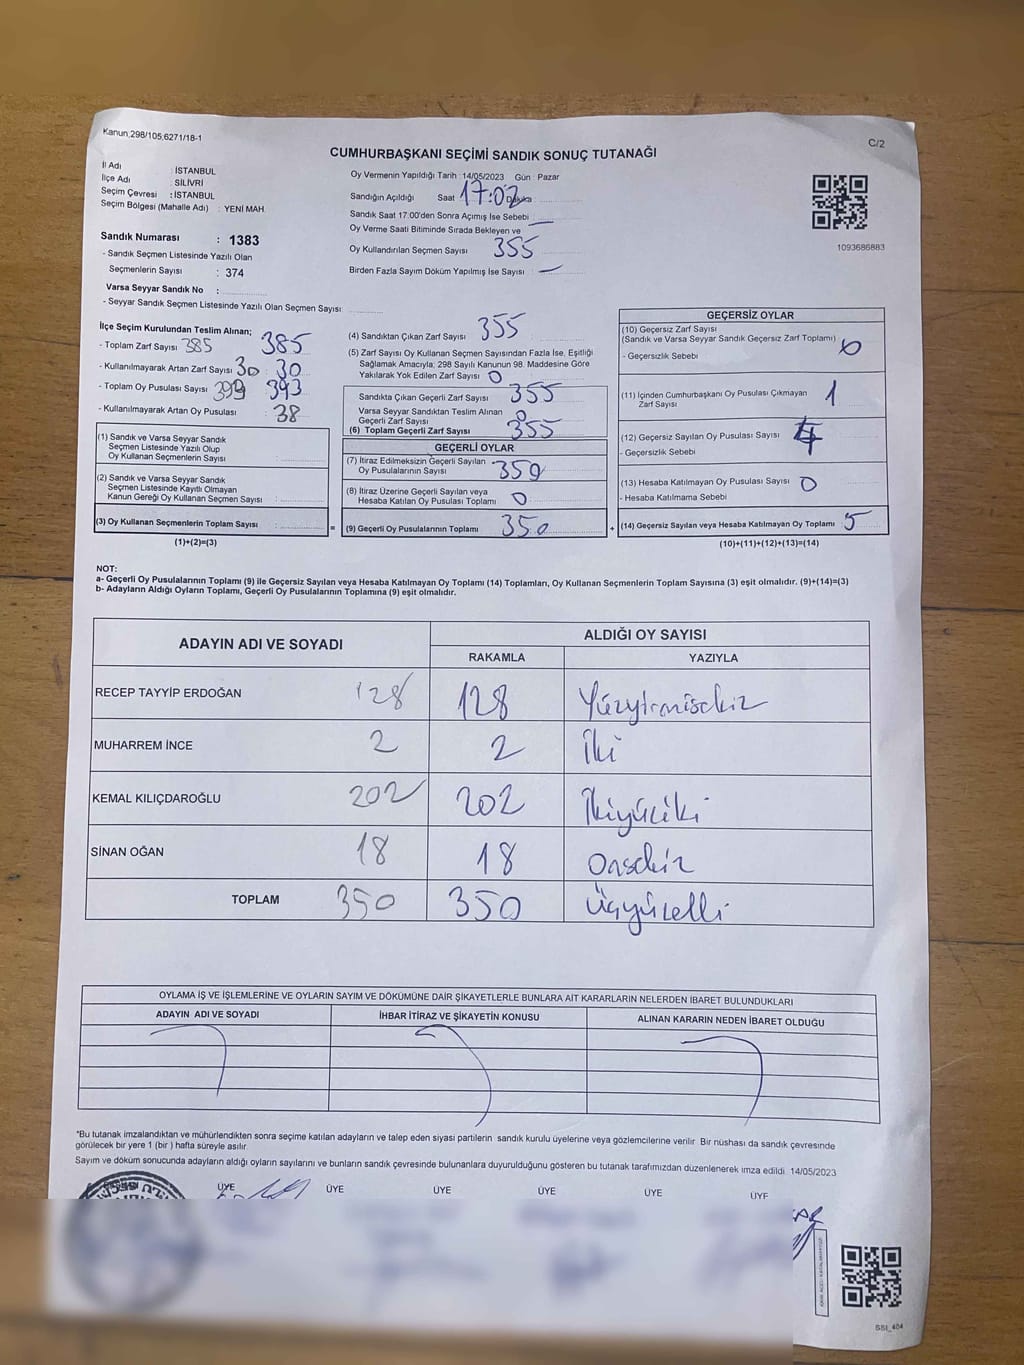 Kanun,298/105,6271/18-1
C/2
CUMHURBAŞKANI SEÇİMİ SANDIK SONUÇ TUTANAĞI
İl Adı : İSTANBUL
İlçe Adı : SİLİVRİ
Seçim Çevresi : İSTANBUL
Seçim Bölgesi (Mahalle Adı) : YENİ MAH
Sandık Numarası : 1383
- Sandık Seçmen Listesinde Yazılı Olan
Seçmenlerin Sayısı : 374
Varsa Seyyar Sandık No :
- Seyyar Sandık Seçmen Listesinde Yazılı Olan Seçmen Sayısı:
Oy Vermenin Yapıldığı Tarih : 14/05/2023 Gün : Pazar
Sandığın Açıldığı Saat 17:02 Dakika
Sandık Saat 17:00'den Sonra Açımış İse Sebebi —
Oy Verme Saati Bitiminde Sırada Bekleyen ve
Oy Kullandırılan Seçmen Sayısı 355
Birden Fazla Sayım Döküm Yapılmış İse Sayısı —
1093686883
İlçe Seçim Kurulundan Teslim Alınan;
- Toplam Zarf Sayısı 385 385
- Kullanılmayarak Artan Zarf Sayısı 30 : 30
- Toplam Oy Pusulası Sayısı 393
- Kullanılmayarak Artan Oy Pusulası : 38
(1) Sandık ve Varsa Seyyar Sandık
Seçmen Listesinde Yazılı Olup
Oy Kullanan Seçmenlerin Sayısı :
(2) Sandık ve Varsa Seyyar Sandık
Seçmen Listesinde Kayıtlı Olmayan
Kanun Gereği Oy Kullanan Seçmen Sayısı :
(3) Oy Kullanan Seçmenlerin Toplam Sayısı : =
(1)+(2)=(3)
(4) Sandıktan Çıkan Zarf Sayısı 355
(5) Zarf Sayısı Oy Kullanan Seçmen Sayısından Fazla İse, Eşitliği
Sağlamak Amacıyla; 298 Sayılı Kanunun 98. Maddesine Göre
Yakılarak Yok Edilen Zarf Sayısı 0
Sandıkta Çıkan Geçerli Zarf Sayısı 355
Varsa Seyyar Sandıktan Teslim Alınan
Geçerli Zarf Sayısı 0
(6) Toplam Geçerli Zarf Sayısı 355
GEÇERLİ OYLAR
(7) İtiraz Edilmeksizin Geçerli Sayılan
Oy Pusulalarının Sayısı 350
(8) İtiraz Üzerine Geçerli Sayılan veya
Hesaba Katılan Oy Pusulası Toplamı 0
(9) Geçerli Oy Pusulalarının Toplamı 350 +
GEÇERSİZ OYLAR
(10) Geçersiz Zarf Sayısı
(Sandık ve Varsa Seyyar Sandık Geçersiz Zarf Toplamı) 0
- Geçersizlik Sebebi
(11) İçinden Cumhurbaşkanı Oy Pusulası Çıkmayan
Zarf Sayısı 1
(12) Geçersiz Sayılan Oy Pusulası Sayısı 4
- Geçersizlik Sebebi
(13) Hesaba Katılmayan Oy Pusulası Sayısı 0
- Hesaba Katılmama Sebebi
(14) Geçersiz Sayılan veya Hesaba Katılmayan Oy Toplamı 5
(10)+(11)+(12)+(13)=(14)
NOT:
a- Geçerli Oy Pusulalarının Toplamı (9) ile Geçersiz Sayılan veya Hesaba Katılmayan Oy Toplamı (14) Toplamları, Oy Kullanan Seçmenlerin Toplam Sayısına (3) eşit olmalıdır. (9)+(14)=(3)
b- Adayların Aldığı Oyların Toplamı, Geçerli Oy Pusulalarının Toplamına (9) eşit olmalıdır.
ADAYIN ADI VE SOYADI
ALDIĞI OY SAYISI
RAKAMLA YAZIYLA
RECEP TAYYİP ERDOĞAN 128 128 Yüzyirmisekiz
MUHARREM İNCE 2 2 İki
KEMAL KILIÇDAROĞLU 202 202 İkiyüziki
SİNAN OĞAN 18 18 Onsekiz
TOPLAM 350 350 Üçyüzelli
OYLAMA İŞ VE İŞLEMLERİNE VE OYLARIN SAYIM VE DÖKÜMÜNE DAİR ŞİKAYETLERLE BUNLARA AİT KARARLARIN NELERDEN İBARET BULUNDUKLARI
ADAYIN ADI VE SOYADI İHBAR İTİRAZ VE ŞİKAYETİN KONUSU ALINAN KARARIN NEDEN İBARET OLDUĞU
*Bu tutanak imzalandıktan ve mühürlendikten sonra seçime katılan adayların ve talep eden siyasi partilerin sandık kurulu üyelerine veya gözlemcilerine verilir. Bir nüshası da sandık çevresinde
görülecek bir yere 1 (bir ) hafta süreyle asılır.
Sayım ve döküm sonucunda adayların aldığı oyların sayılarını ve bunların sandık çevresinde bulunanlara duyurulduğunu gösteren bu tutanak tarafımızdan düzenlenerek imza edildi. 14/05/2023
ÜYE ÜYE ÜYE ÜYE ÜYE ÜYE
SSI_404